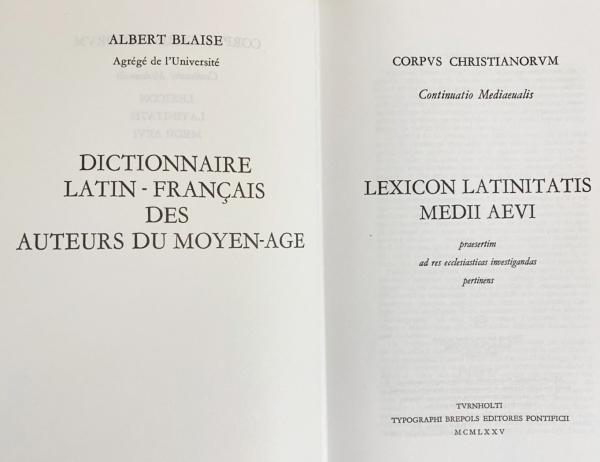 ALBERT BLAISE
Agrégé de l'Université
DICTIONNAIRE
LATIN - FRANÇAIS
DES
AUTEURS DU MOYEN-AGE
CORPVS CHRISTIANORVM
Continuatio Mediaeualis
LEXICON LATINITATIS
MEDII AEVI
praesertim
ad res ecclesiasticas investigandas
pertinens
TVRNHOLTI
TYPOGRAPHI BREPOLS EDITORES PONTIFICII
MCMLXXV